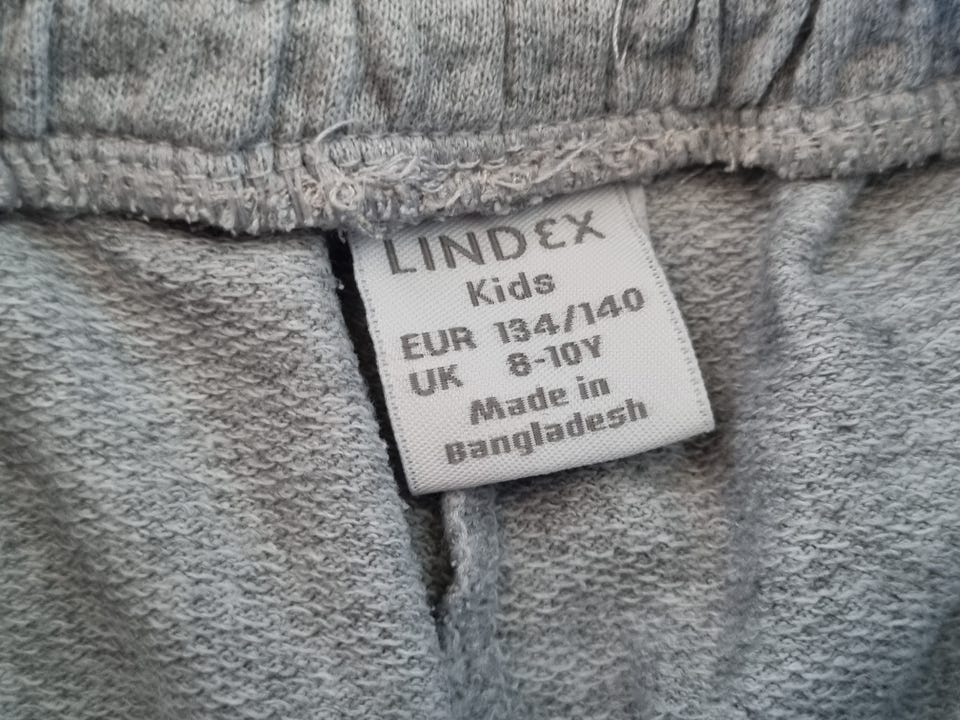 LINDEX
Kids
EUR 134/140
UK 8-10Y
Made in
Bangladesh